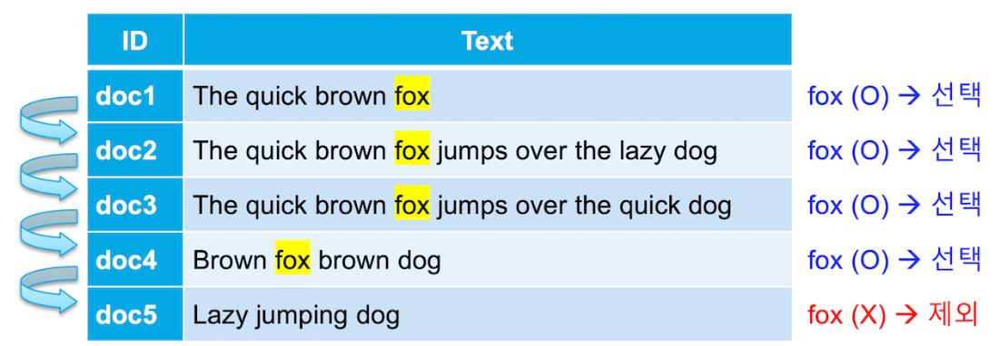 ID Text
doc1 The quick brown fox fox (O) → 선택
doc2 The quick brown fox jumps over the lazy dog fox (O) → 선택
doc3 The quick brown fox jumps over the quick dog fox (O) → 선택
doc4 Brown fox brown dog fox (O) → 선택
doc5 Lazy jumping dog fox (X) → 제외